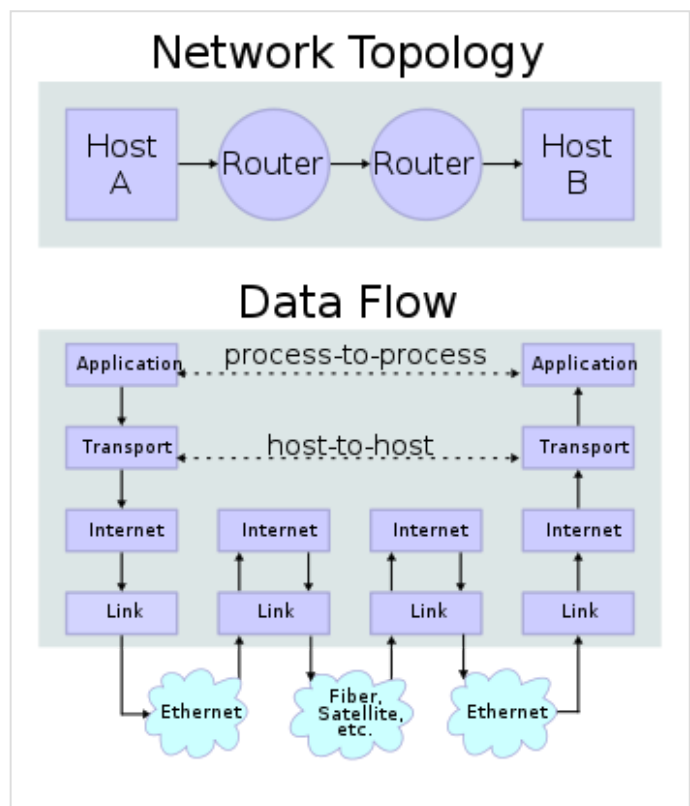 Network Topology
Host
A
Router
Router
Host
B
Data Flow
Application
process-to-process
Application
Transport
host-to-host
Transport
Internet
Internet
Internet
Internet
Link
Link
Link
Link
Ethernet
Fiber,
Satellite,
etc.
Ethernet